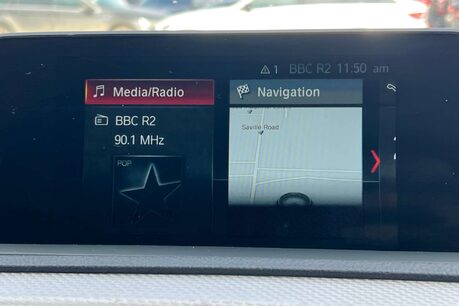 1 BBC R2 11:50 am
Media/Radio
Navigation
BBC R2
90.1 MHz
POP
Saville Road